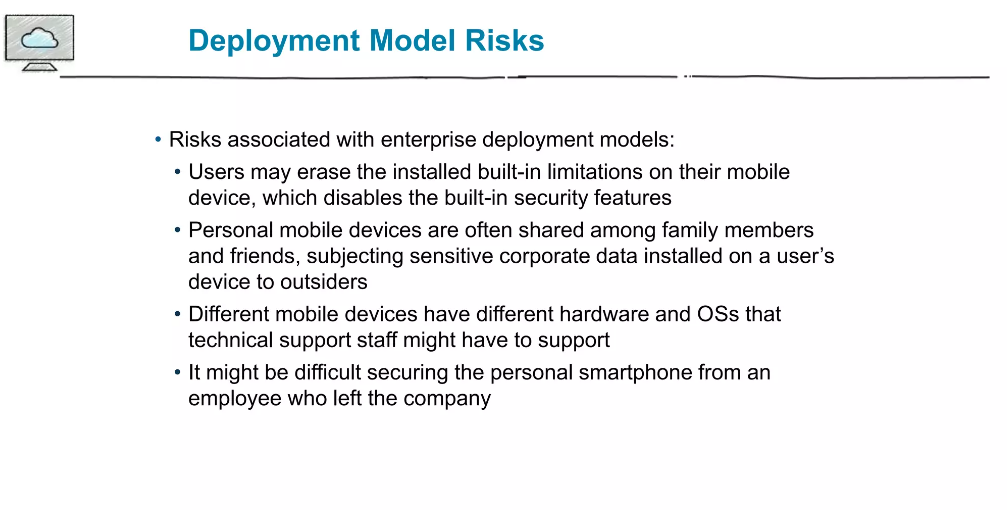 Deployment Model Risks
• Risks associated with enterprise deployment models:
• Users may erase the installed built-in limitations on their mobile
device, which disables the built-in security features
• Personal mobile devices are often shared among family members
and friends, subjecting sensitive corporate data installed on a user’s
device to outsiders
• Different mobile devices have different hardware and OSs that
technical support staff might have to support
• It might be difficult securing the personal smartphone from an
employee who left the company